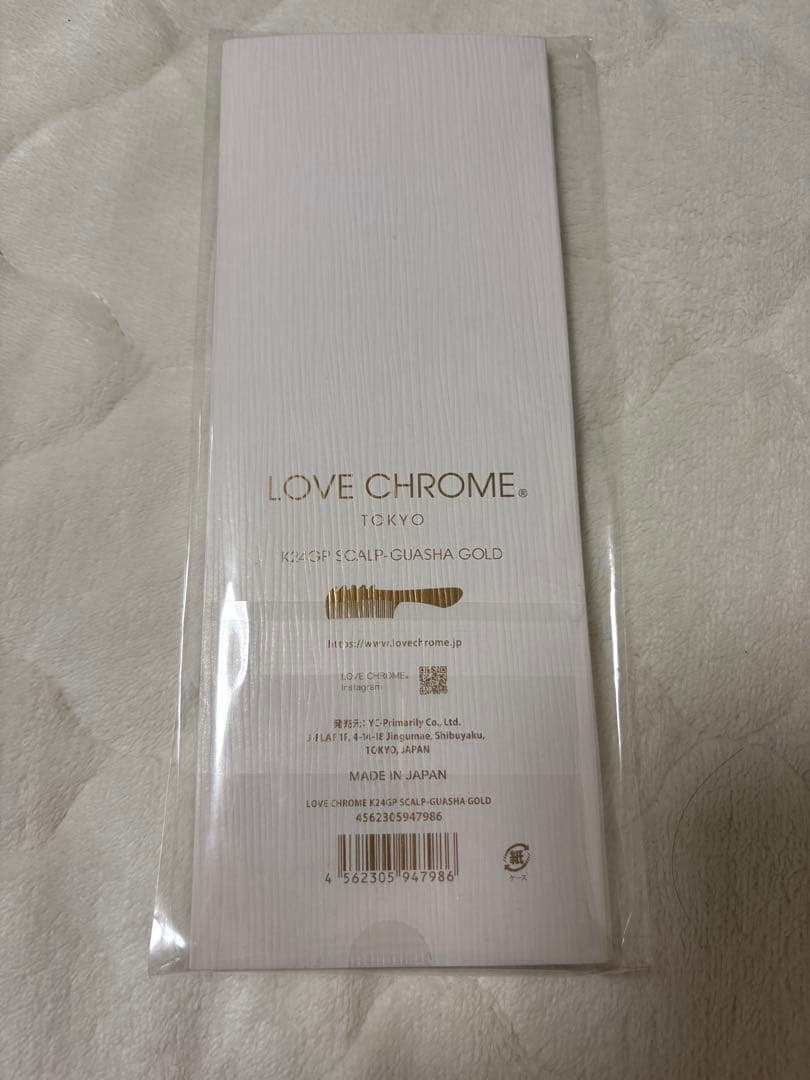 LOVE CHROME®
TOKYO
K24GP SCALP-GUASHA GOLD
https://www.lovechrome.jp
LOVE CHROME®
Instagram
発売元: YC-Primarily Co., Ltd.
J-FLAT 1F, 4-14-18 Jingumae, Shibuyaku,
TOKYO, JAPAN
MADE IN JAPAN
LOVE CHROME K24GP SCALP-GUASHA GOLD
4562305947986
4 562305 947986
紙
ケース